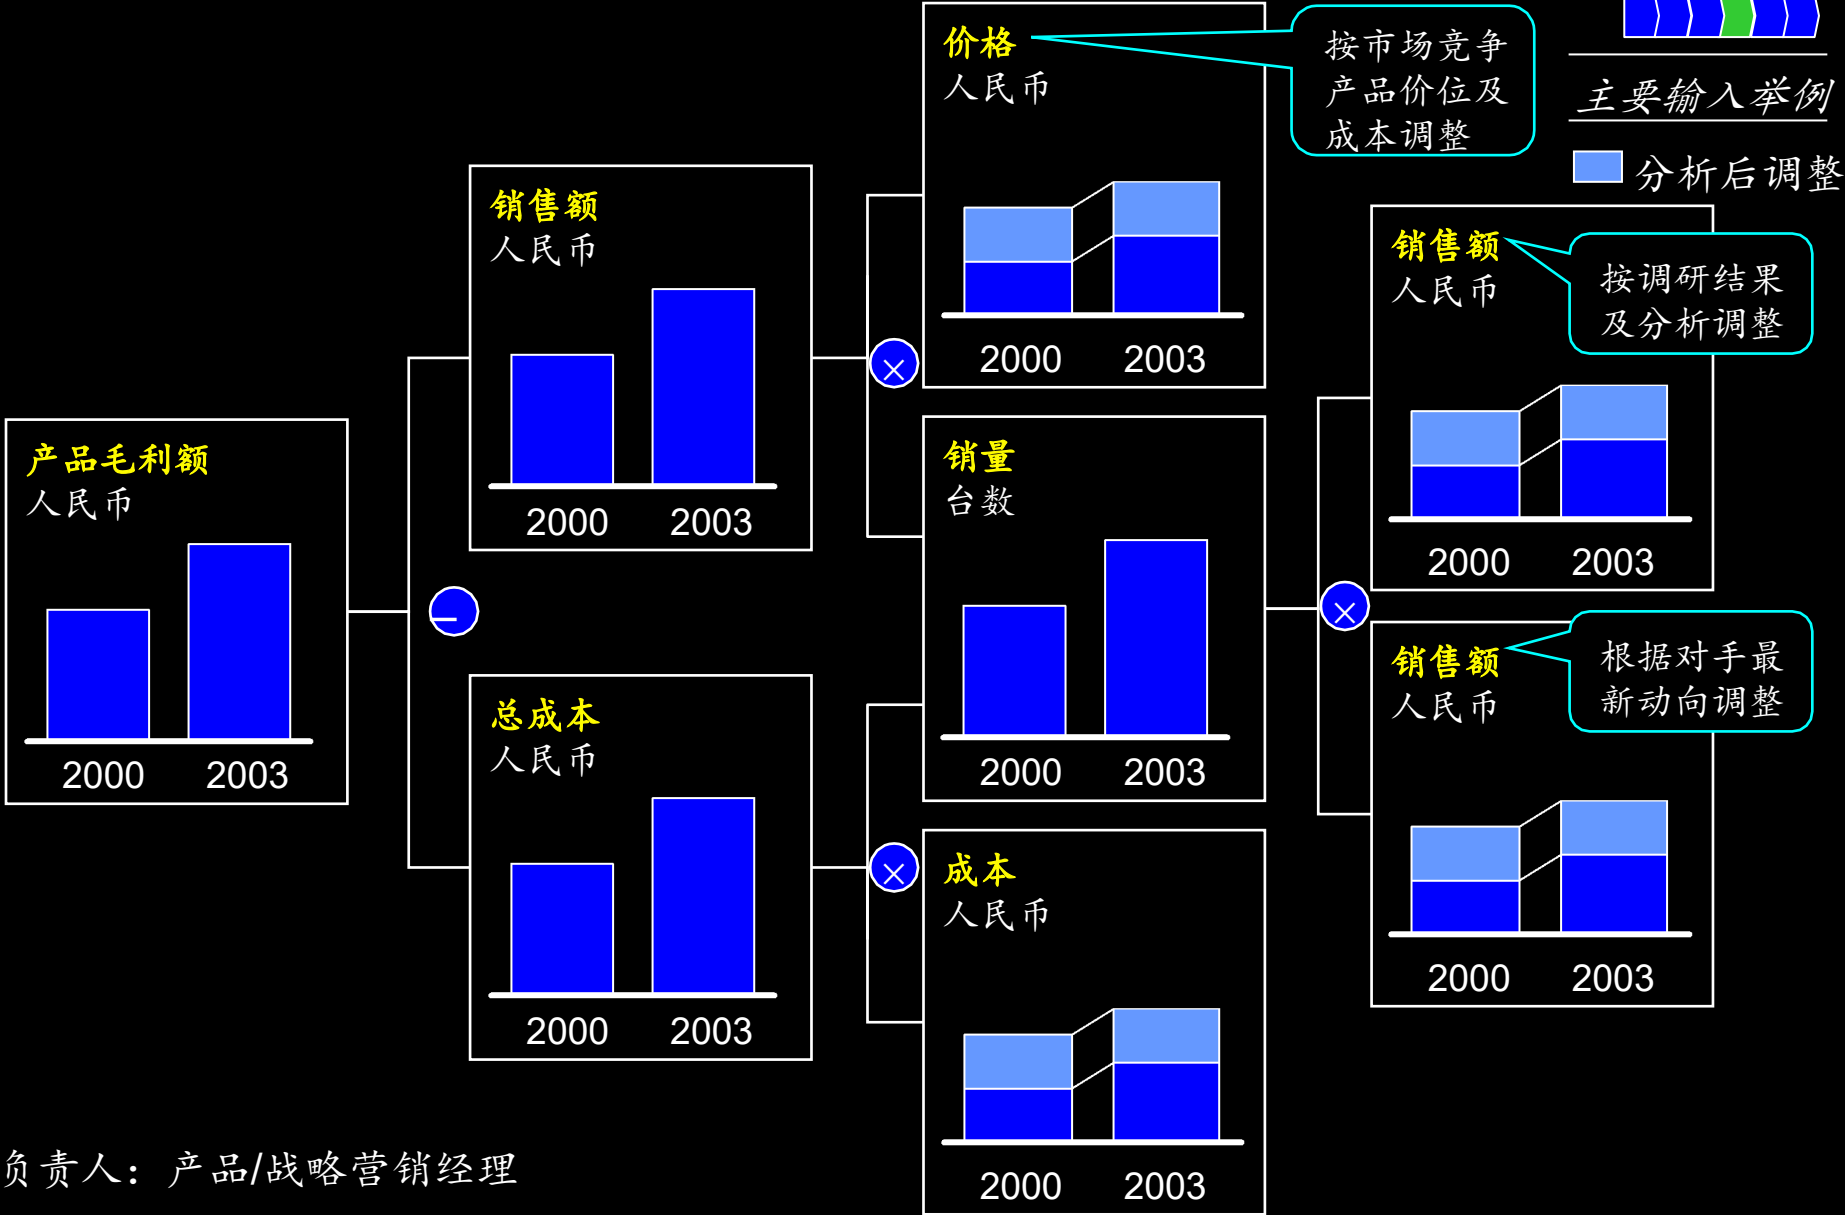 价格
人民币
2000 2003
按市场竞争
产品价位及
成本调整
主要输入举例
分析后调整
销售额
人民币
2000 2003
销售额
人民币
2000 2003
按调研结果
及分析调整
产品毛利额
人民币
2000 2003
销量
台数
2000 2003
销售额
人民币
2000 2003
根据对手最
新动向调整
总成本
人民币
2000 2003
成本
人民币
2000 2003
×
×
×
–
负责人：产品/战略营销经理